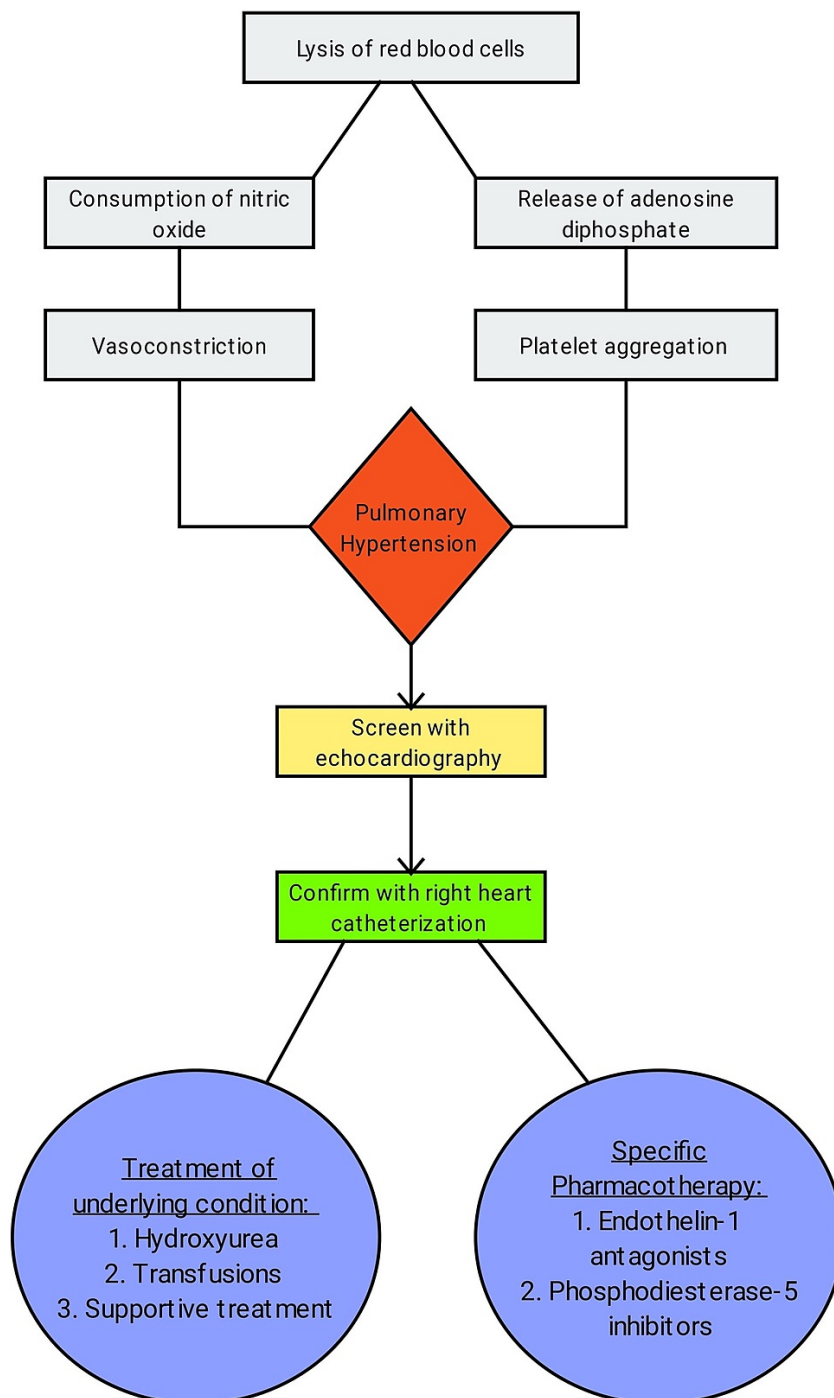 Lysis of red blood cells
Consumption of nitric
oxide
Release of adenosine
diphosphate
Vasoconstriction
Platelet aggregation
Pulmonary
Hypertension
Screen with
echocardiography
Confirm with right heart
catheterization
Treatment of
underlying condition:
1. Hydroxyurea
2. Transfusions
3. Supportive treatment
Specific
Pharmacotherapy:
1. Endothelin-1
antagonists
2. Phosphodiesterase-5
inhibitors